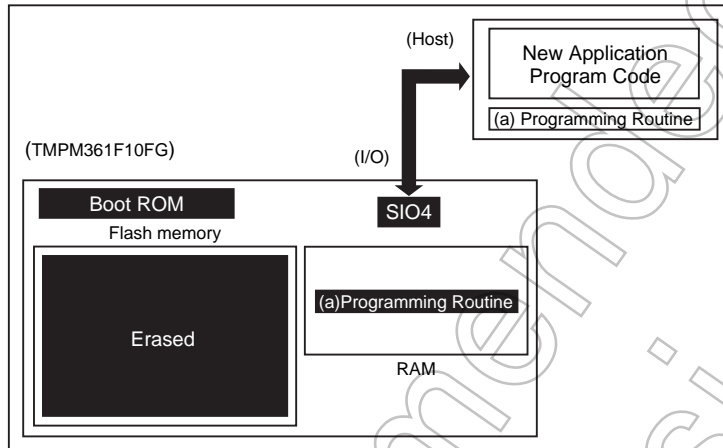 (Host)
New Application
Program Code
(a) Programming Routine
(TMPM361F10FG)
(I/O)
Boot ROM
SIO4
Flash memory
(a)Programming Routine
Erased
RAM